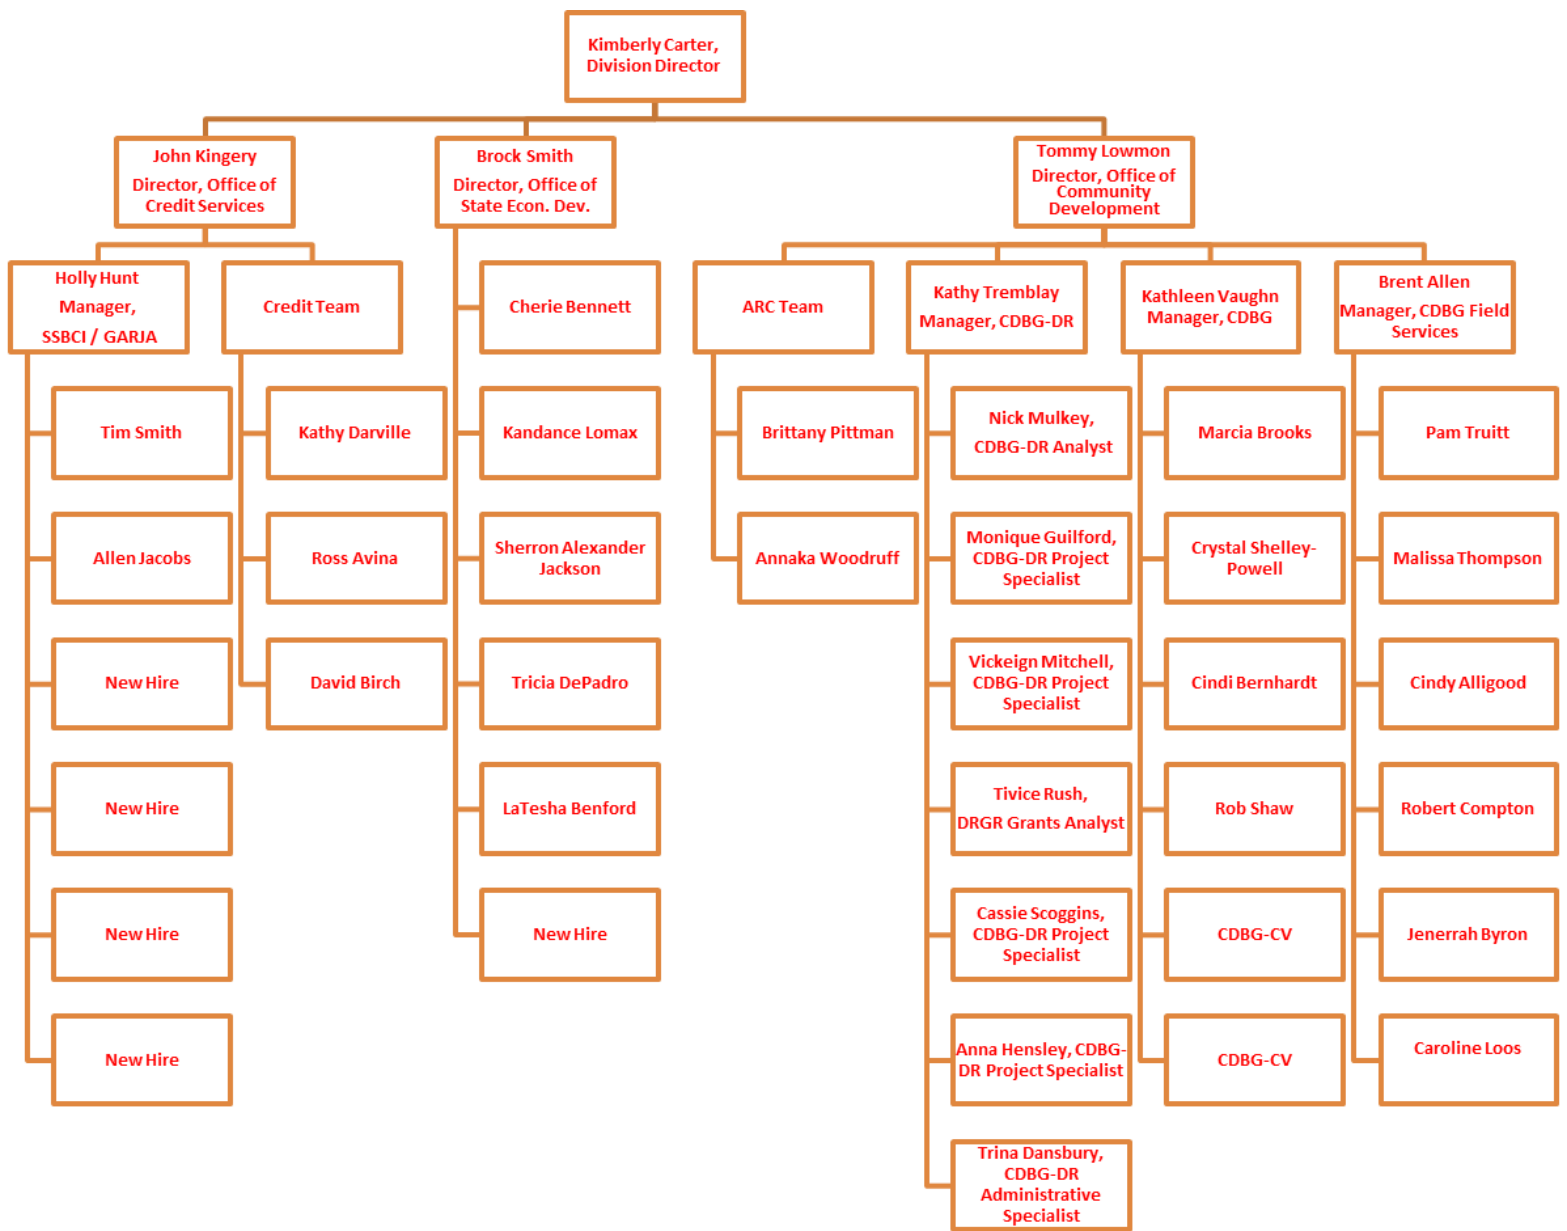 Kimberly Carter,
Division Director
John Kingery
Director, Office of
Credit Services
Brock Smith
Director, Office of
State Econ. Dev.
Tommy Lowmon
Director, Office of
Community
Development
Holly Hunt
Manager,
SSBCI / GARJA
Credit Team
Cherie Bennett
ARC Team
Kathy Tremblay
Manager, CDBG-DR
Kathleen Vaughn
Manager, CDBG
Brent Allen
Manager, CDBG Field
Services
Tim Smith
Kathy Darville
Kandance Lomax
Brittany Pittman
Nick Mulkey,
CDBG-DR Analyst
Marcia Brooks
Pam Truitt
Allen Jacobs
Ross Avina
Sherron Alexander
Jackson
Annaka Woodruff
Monique Guilford,
CDBG-DR Project
Specialist
Crystal Shelley-
Powell
Malissa Thompson
New Hire
David Birch
Tricia DePadro
Vickeign Mitchell,
CDBG-DR Project
Specialist
Cindi Bernhardt
Cindy Alligood
New Hire
LaTesha Benford
Tivice Rush,
DRGR Grants Analyst
Rob Shaw
Robert Compton
New Hire
New Hire
Cassie Scoggins,
CDBG-DR Project
Specialist
CDBG-CV
Jenerrah Byron
New Hire
Anna Hensley, CDBG-
DR Project Specialist
CDBG-CV
Caroline Loos
Trina Dansbury,
CDBG-DR
Administrative
Specialist